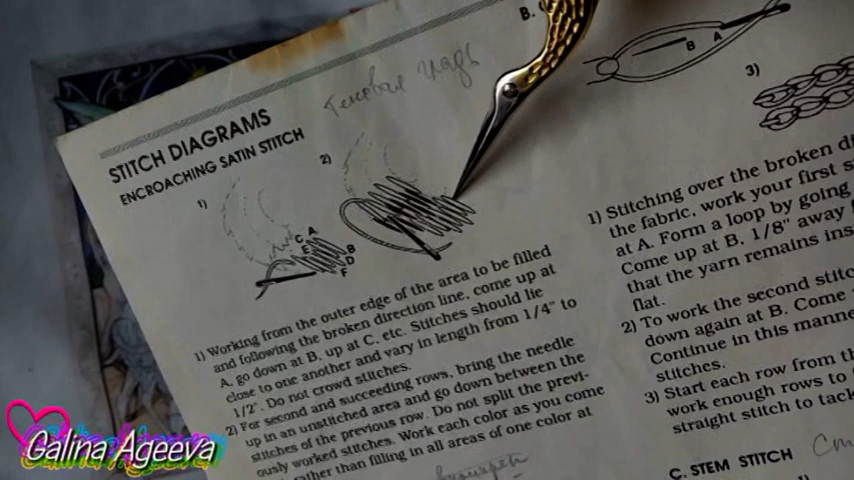 B.
Теневая гладь
STITCH DIAGRAMS
ENCROACHING SATIN STITCH
1)
2)
C A
E B
D
F
1) Working from the outer edge of the area to be filled
and following the broken direction line, come up at
A, go down at B, up at C, etc. Stitches should lie
close to one another and vary in length from 1/4" to
1/2". Do not crowd stitches.
2) For second and succeeding rows, bring the needle
up in an unstitched area and go down between the
stitches of the previous row. Do not split the previ-
ously worked stitches. Work each color as you come
rather than filling in all areas of one color at
B A
3)
1) Stitching over the broken
the fabric, work your first
at A. Form a loop by going
Come up at B, 1/8" away
that the yarn remains
flat.
2) To work the second
down again at B. Come
Continue in this
stitches.
3) Start each row from
work enough rows to
straight stitch to
C. STEM STITCH
Galina Ageeva